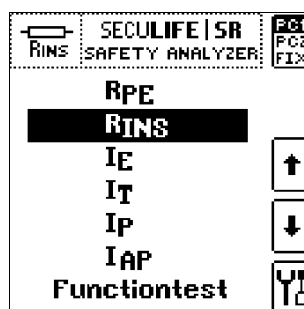 RINS
SECULIFE | SR
SAFETY ANALYZER
RPE
RINS
IE
IT
IP
IAP
Functiontest